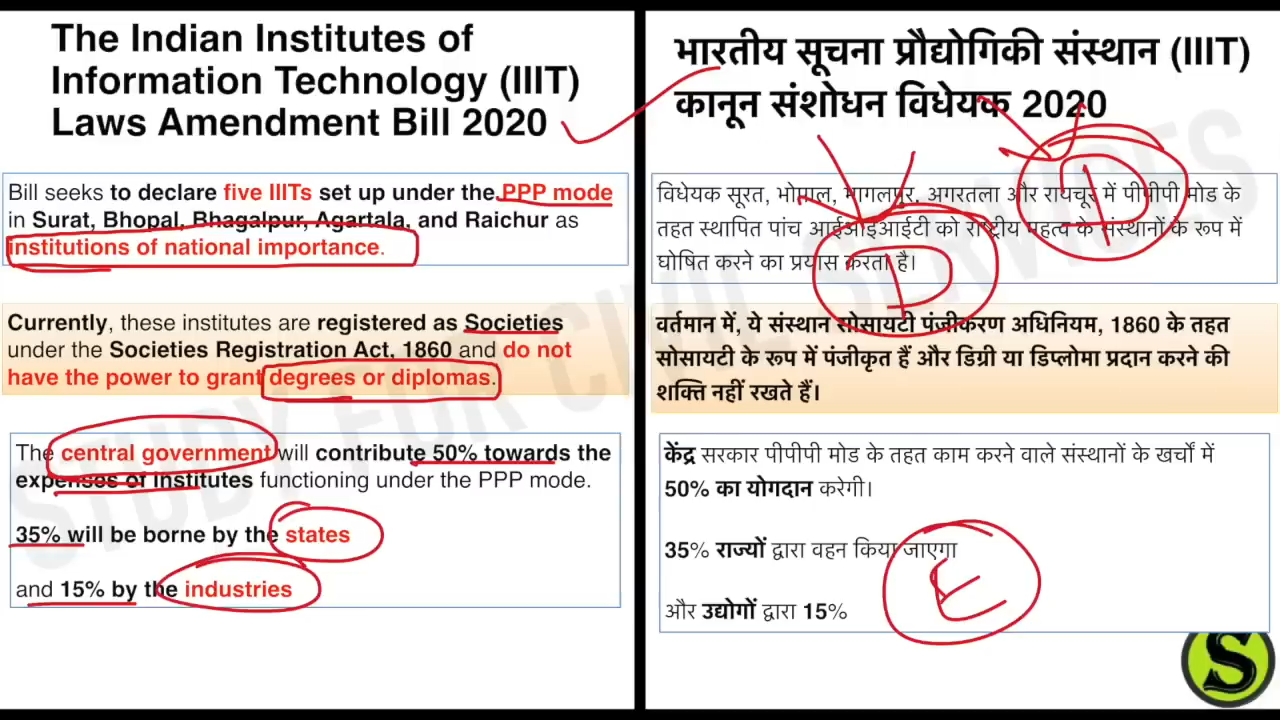 The Indian Institutes of
Information Technology (IIIT)
Laws Amendment Bill 2020
Bill seeks to declare five IIITs set up under the PPP mode
in Surat, Bhopal, Bhagalpur, Agartala, and Raichur as
institutions of national importance.
Currently, these institutes are registered as Societies
under the Societies Registration Act, 1860 and do not
have the power to grant degrees or diplomas.
The central government will contribute 50% towards the
expenses of institutes functioning under the PPP mode.
35% will be borne by the states
and 15% by the industries
भारतीय सूचना प्रौद्योगिकी संस्थान (IIIT)
कानून संशोधन विधेयक 2020
विधेयक सूरत, भोपाल, भागलपुर, अगरतला और रायचूर में पीपीपी मोड के
तहत स्थापित पांच आईआईआईटी को राष्ट्रीय महत्व के संस्थानों के रूप में
घोषित करने का प्रयास करता है।
वर्तमान में, ये संस्थान सोसायटी पंजीकरण अधिनियम, 1860 के तहत
सोसायटी के रूप में पंजीकृत हैं और डिग्री या डिप्लोमा प्रदान करने की
शक्ति नहीं रखते हैं।
केंद्र सरकार पीपीपी मोड के तहत काम करने वाले संस्थानों के खर्चों में
50% का योगदान करेगी।
35% राज्यों द्वारा वहन किया जाएगा
और उद्योगों द्वारा 15%
D
D
E
STUDY FOR CIVIL SERVICES
S